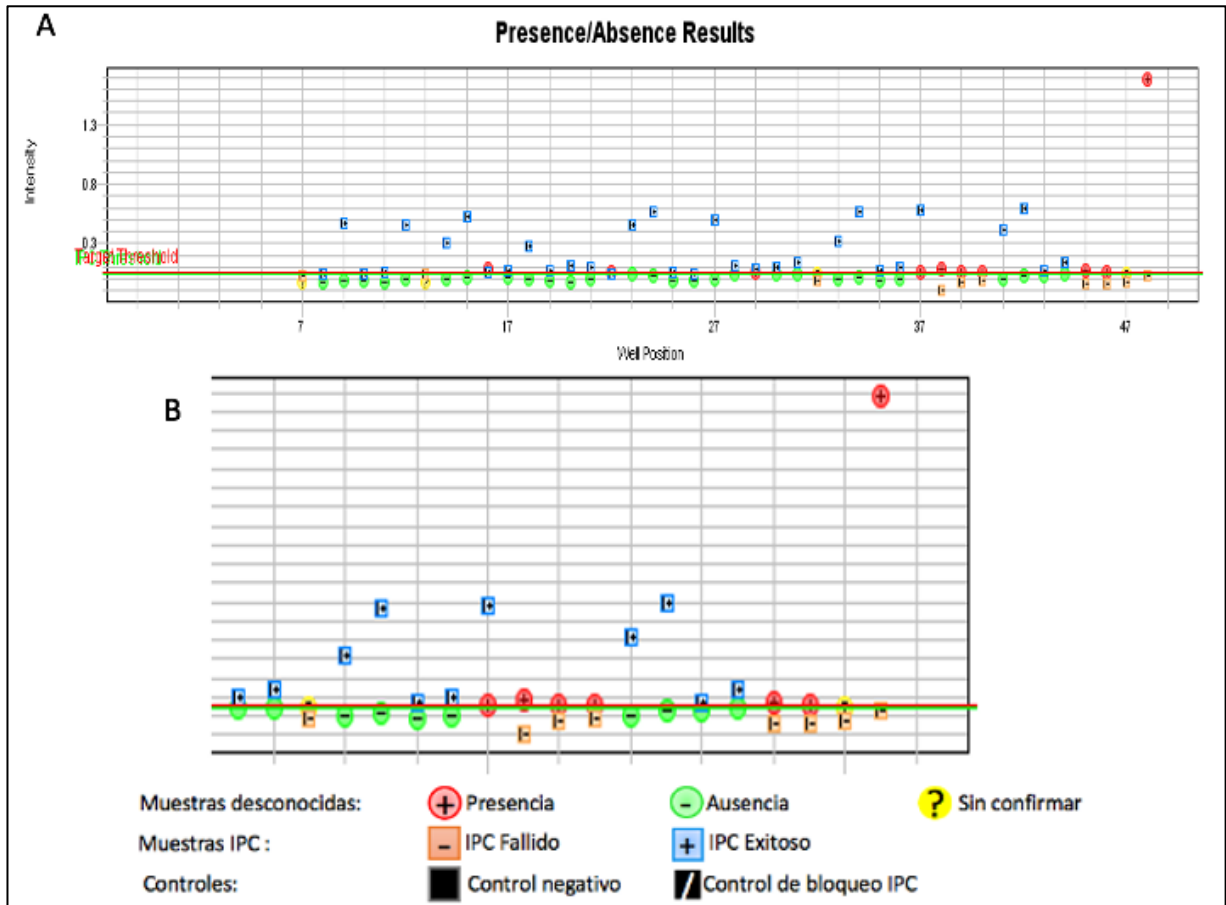 A
Presence/Absence Results
Intensity
1.3
0.8
0.3
Target Threshold
7
17
27
37
47
Well Position
B
Muestras desconocidas:
+ Presencia
- Ausencia
? Sin confirmar
Muestras IPC :
- IPC Fallido
+ IPC Exitoso
Controles:
Control negativo
/ Control de bloqueo IPC